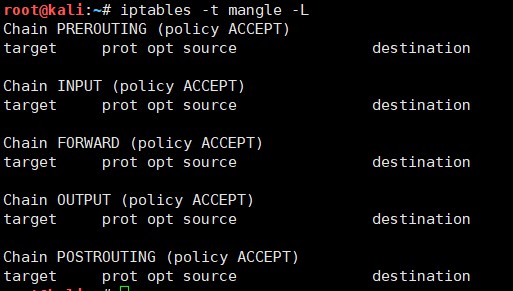 root@kali:~# iptables -t mangle -L
Chain PREROUTING (policy ACCEPT)
target     prot opt source               destination

Chain INPUT (policy ACCEPT)
target     prot opt source               destination

Chain FORWARD (policy ACCEPT)
target     prot opt source               destination

Chain OUTPUT (policy ACCEPT)
target     prot opt source               destination

Chain POSTROUTING (policy ACCEPT)
target     prot opt source               destination